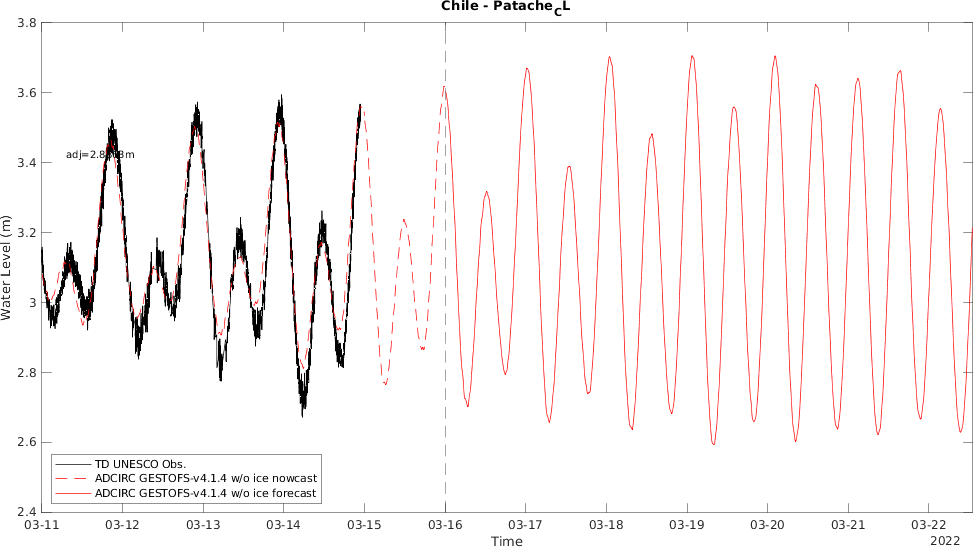 Chile - Patache_CL
3.8
3.6
3.4
3.2
3
2.8
2.6
2.4
Water Level (m)
TD UNESCO Obs.
ADCIRC GESTOFS-v4.1.4 w/o ice nowcast
ADCIRC GESTOFS-v4.1.4 w/o ice forecast
03-11 03-12 03-13 03-14 03-15 03-16 03-17 03-18 03-19 03-20 03-21 03-22
Time
2022